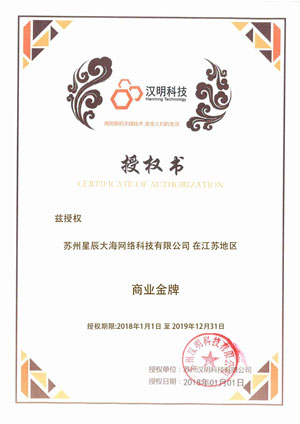 汉明科技
Hanming Technology
用创新的无线技术 改变人们的生活
授权书
CERTIFICATE OF AUTHORIZATION
兹授权
苏州星辰大海网络科技有限公司 在江苏地区
商业金牌
授权期限:2018年1月1日 至 2019年12月31日
授权单位:苏州汉明科技有限公司
授权日期:2018年01月01日